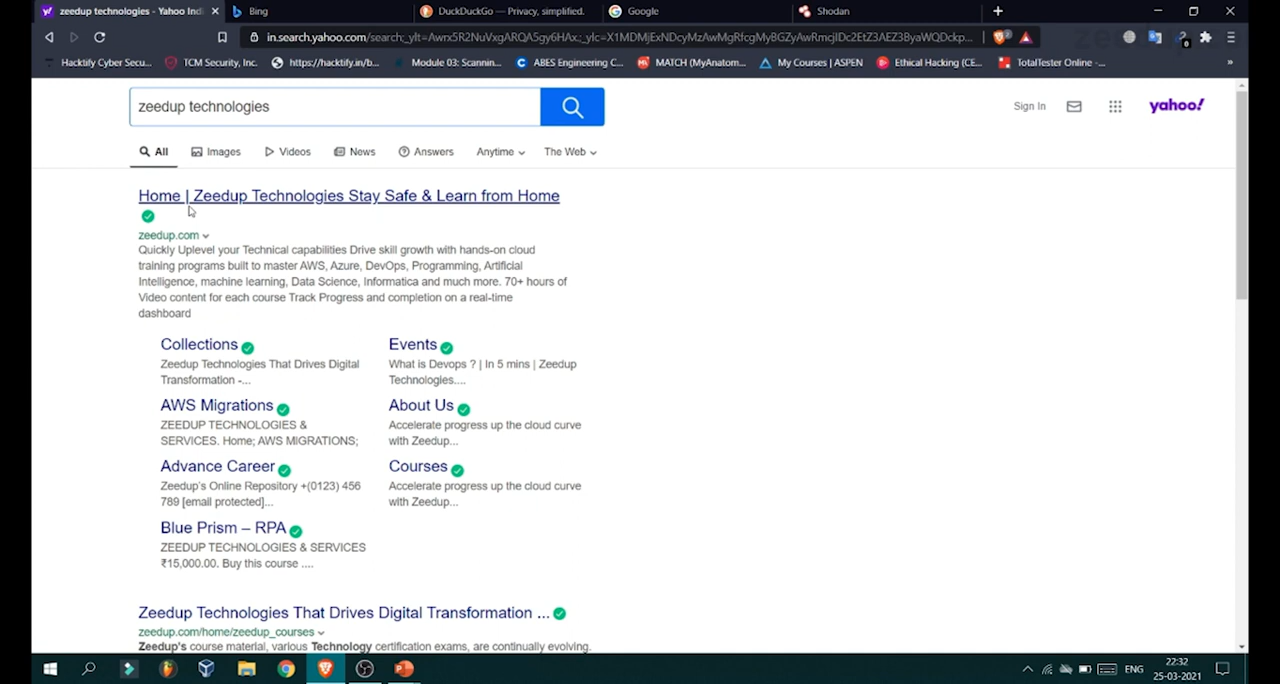 zeedup technologies - Yahoo Indi
Bing
DuckDuckGo — Privacy, simplified.
Google
Shodan
Hacktify Cyber Secu...
TCM Security, Inc.
https://hacktify.in/b...
Module 03: Scannin...
ABES Engineering C...
MATCH (MyAnatom...
My Courses | ASPEN
Ethical Hacking (CE...
TotalTester Online -...
zeedup technologies
Sign In
yahoo!
All
Images
Videos
News
Answers
Anytime
The Web
Home | Zeedup Technologies Stay Safe & Learn from Home
zeedup.com
Quickly Uplevel your Technical capabilities Drive skill growth with hands-on cloud
training programs built to master AWS, Azure, DevOps, Programming, Artificial
Intelligence, machine learning, Data Science, Informatica and much more. 70+ hours of
Video content for each course Track Progress and completion on a real-time
dashboard
Collections
Zeedup Technologies That Drives Digital
Transformation -...
Events
What is Devops ? | In 5 mins | Zeedup
Technologies....
AWS Migrations
ZEEDUP TECHNOLOGIES &
SERVICES. Home; AWS MIGRATIONS;
About Us
Accelerate progress up the cloud curve
with Zeedup...
Advance Career
Zeedup's Online Repository +(0123) 456
789 [email protected]...
Courses
Accelerate progress up the cloud curve
with Zeedup...
Blue Prism – RPA
ZEEDUP TECHNOLOGIES & SERVICES
₹15,000.00. Buy this course ....
Zeedup Technologies That Drives Digital Transformation ...
zeedup.com/home/zeedup_courses
Zeedup's course material, various Technology certification exams, are continually evolving.
ENG
22:32
25-03-2021